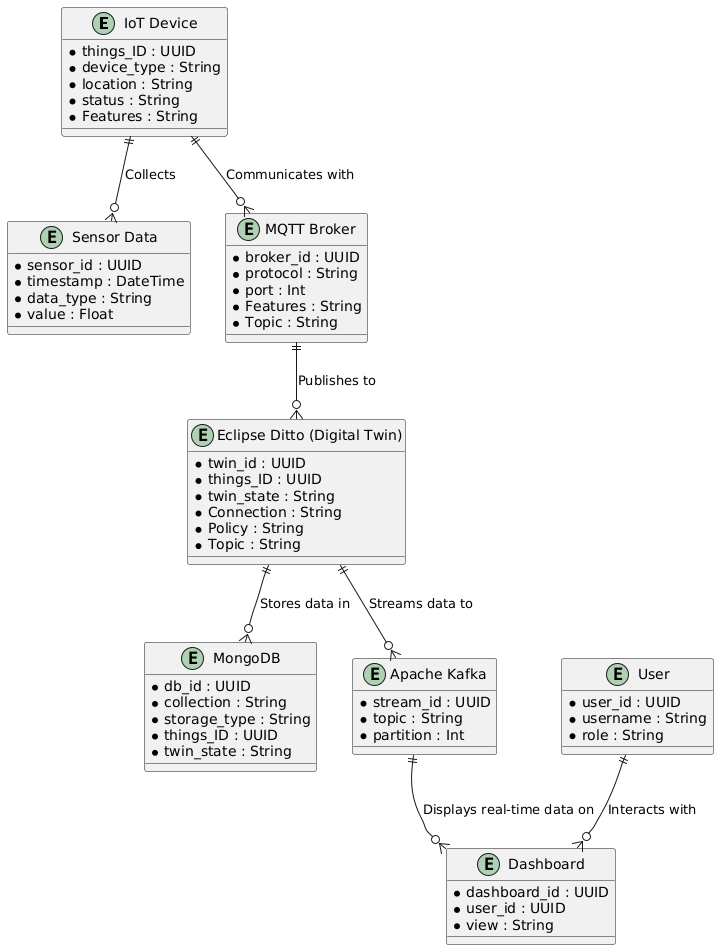 E IoT Device
things_ID : UUID
device_type : String
location : String
status : String
Features : String
Collects
Communicates with
E Sensor Data
sensor_id : UUID
timestamp : DateTime
data_type : String
value : Float
E MQTT Broker
broker_id : UUID
protocol : String
port : Int
Features : String
Topic : String
Publishes to
E Eclipse Ditto (Digital Twin)
twin_id : UUID
things_ID : UUID
twin_state : String
Connection : String
Policy : String
Topic : String
Stores data in
Streams data to
E MongoDB
db_id : UUID
collection : String
storage_type : String
things_ID : UUID
twin_state : String
E Apache Kafka
stream_id : UUID
topic : String
partition : Int
E User
user_id : UUID
username : String
role : String
Displays real-time data on
Interacts with
E Dashboard
dashboard_id : UUID
user_id : UUID
view : String